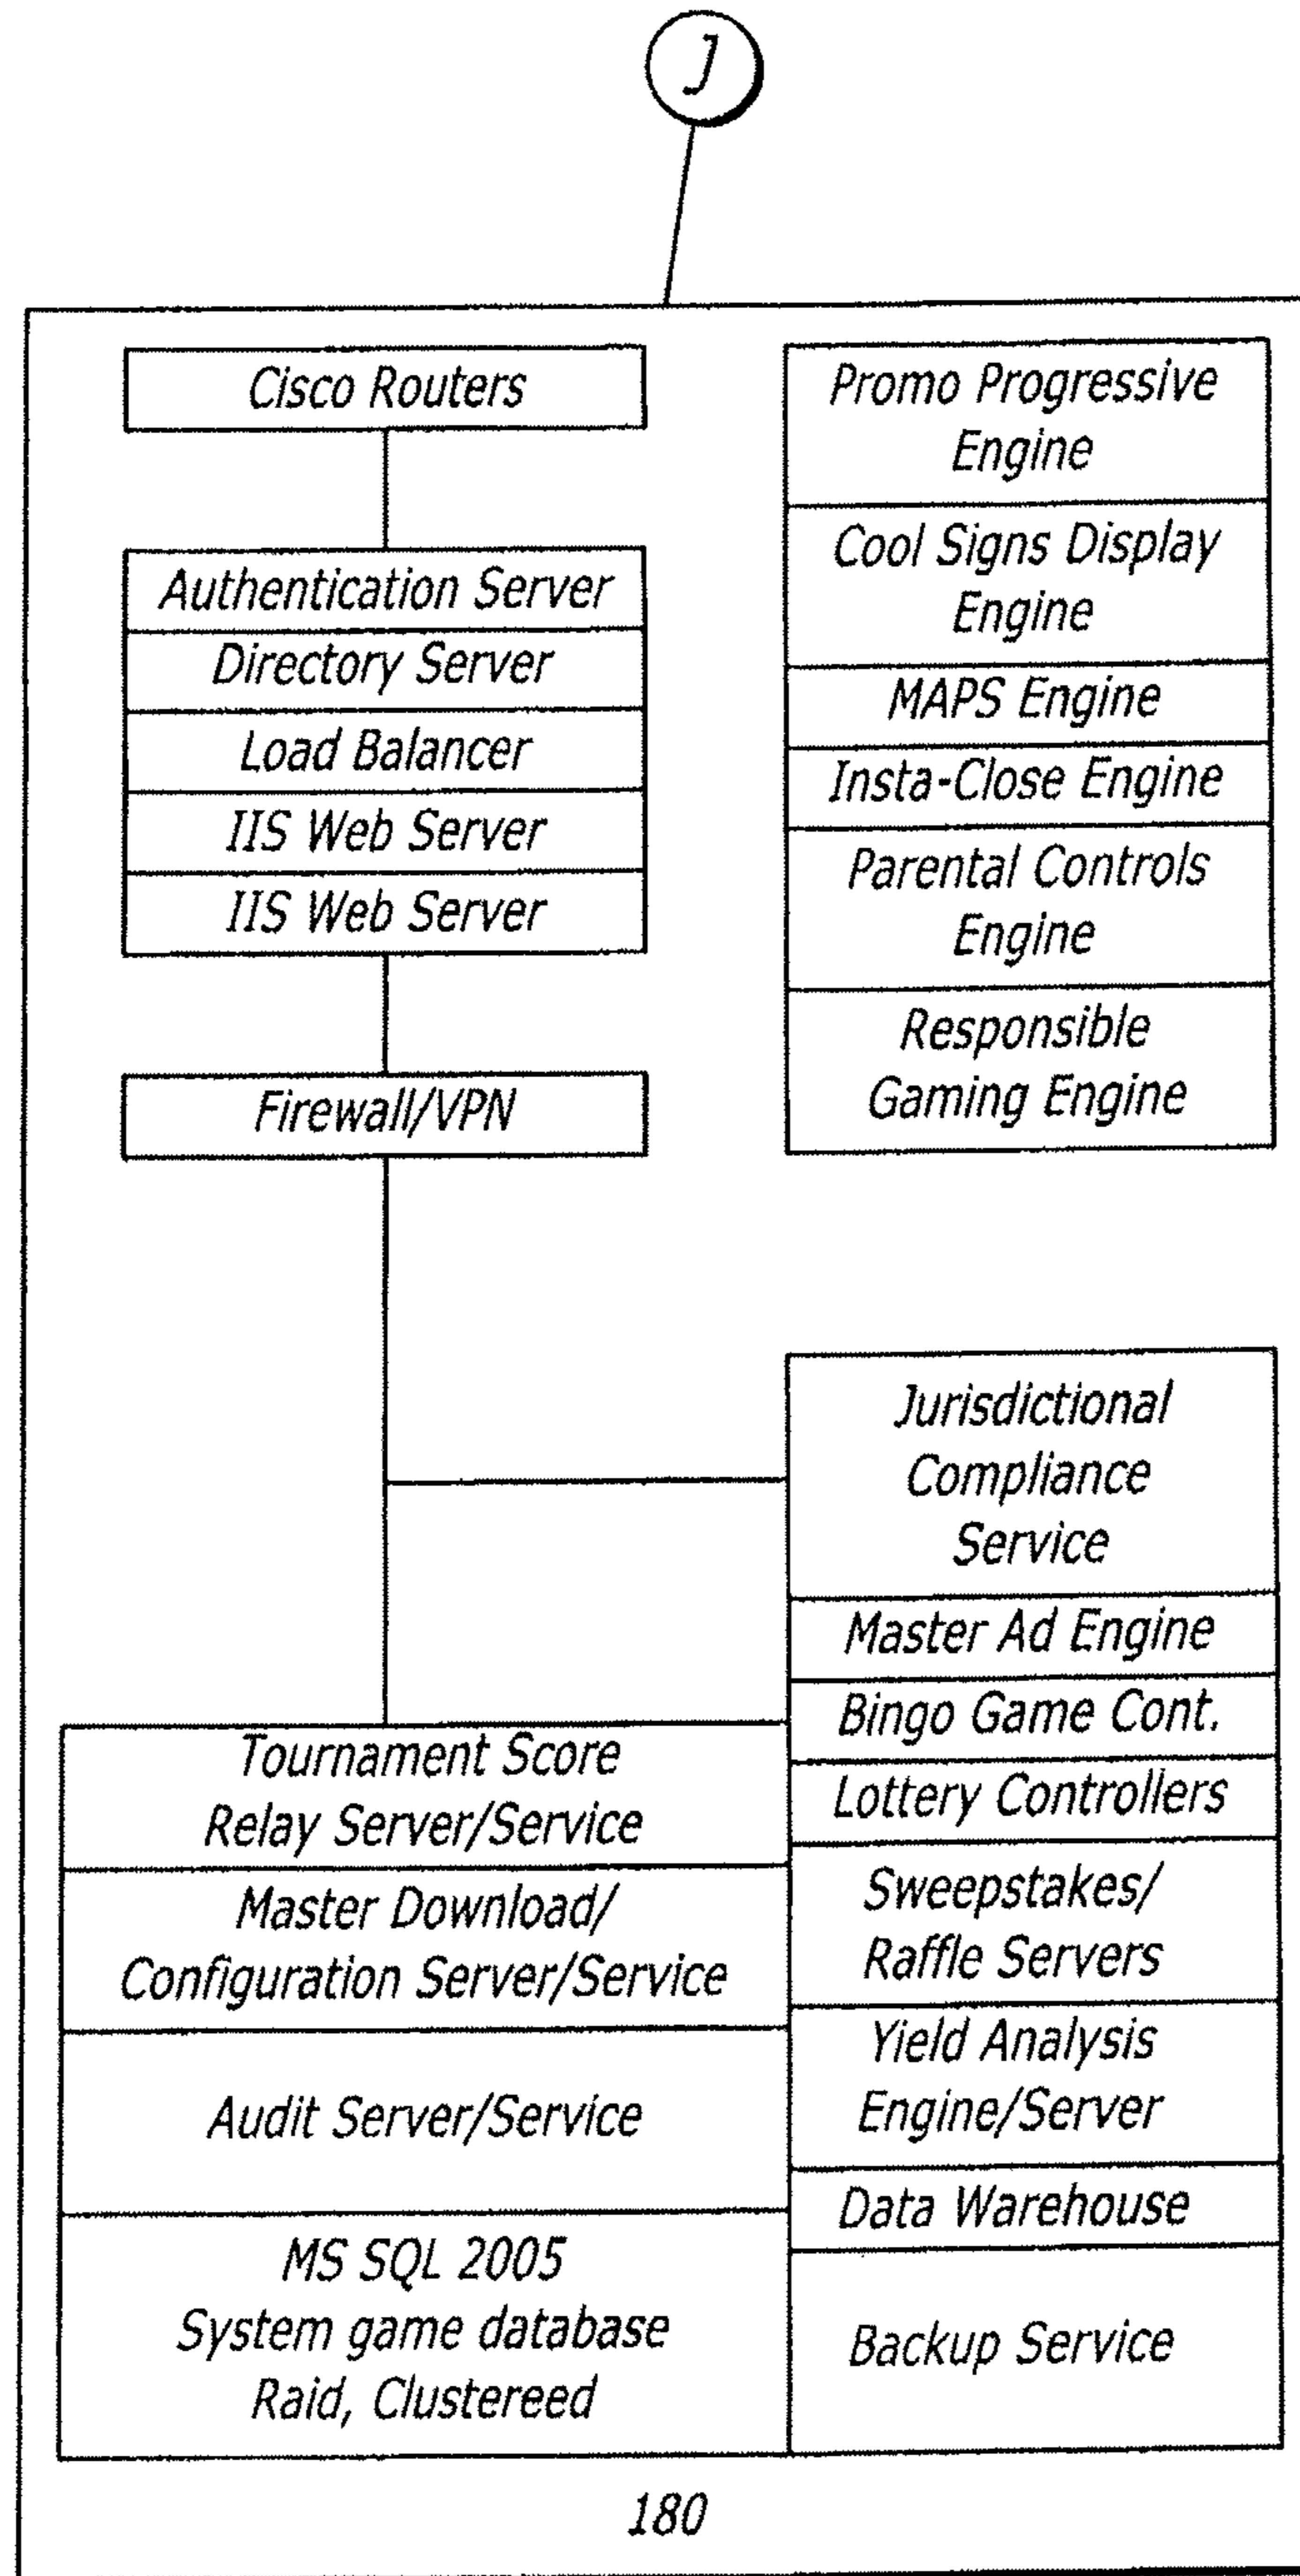 J
Cisco Routers
Authentication Server
Directory Server
Load Balancer
IIS Web Server
IIS Web Server
Firewall/VPN
Promo Progressive
Engine
Cool Signs Display
Engine
MAPS Engine
Insta-Close Engine
Parental Controls
Engine
Responsible
Gaming Engine
Tournament Score
Relay Server/Service
Master Download/
Configuration Server/Service
Audit Server/Service
MS SQL 2005
System game database
Raid, Clustereed
Jurisdictional
Compliance
Service
Master Ad Engine
Bingo Game Cont.
Lottery Controllers
Sweepstakes/
Raffle Servers
Yield Analysis
Engine/Server
Data Warehouse
Backup Service
180